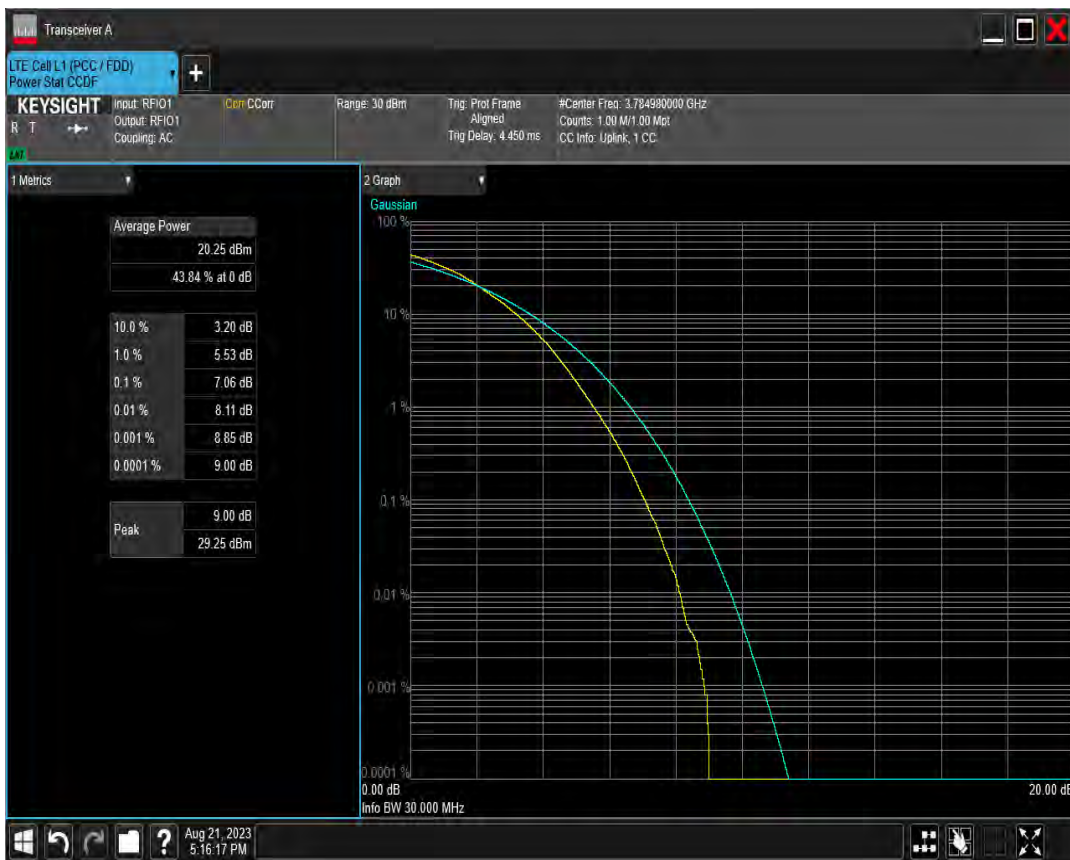 Transceiver A
LTE Cell L1 (PCC / FDD)
Power Stat CCDF
+
KEYSIGHT
R T
LNI
Input: RFIO1
Output: RFIO1
Coupling: AC
Corr CCorr
Range: 30 dBm
Trig: Prot Frame
Aligned
Trig Delay: 4.450 ms
#Center Freq: 3.784980000 GHz
Counts: 1.00 M/1.00 Mpt
CC Info: Uplink, 1 CC
1 Metrics
Average Power
20.25 dBm
43.84 % at 0 dB
10.0 % 3.20 dB
1.0 % 5.53 dB
0.1 % 7.06 dB
0.01 % 8.11 dB
0.001 % 8.85 dB
0.0001 % 9.00 dB
Peak
9.00 dB
29.25 dBm
2 Graph
Gaussian
100 %
10 %
1 %
0.1 %
0.01 %
0.001 %
0.0001 %
0.00 dB 20.00 dB
Info BW 30.000 MHz
?
Aug 21, 2023
5:16:17 PM